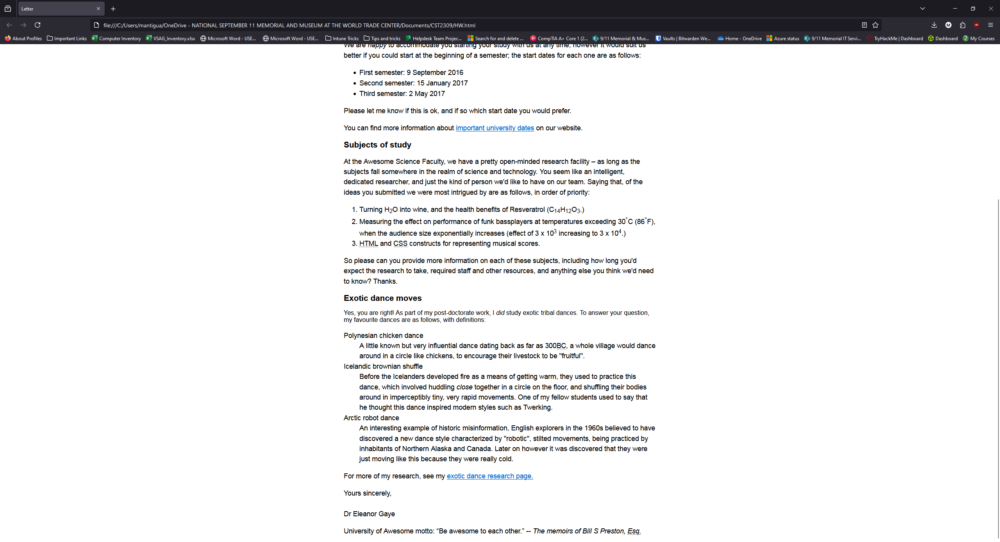 Letter
file:///C:/Users/mantigua/OneDrive - NATIONAL SEPTEMBER 11 MEMORIAL AND MUSEUM AT THE WORLD TRADE CENTER/Documents/CST2309/HW.html
About Profiles Important Links Computer Inventory VSAG_Inventory.xlsx Microsoft Word - USE... Microsoft Word - USE... Intune Tricks Tips and tricks Helpdesk Team Projec... Search for and delete ... CompTIA A+ Core 1 (2... 9/11 Memorial & Mus... Vaults | Bitwarden We... Home - OneDrive Azure status 9/11 Memorial IT Servi... TryHackMe | Dashboard Dashboard 2 My Courses
We are happy to accommodate you starting your study with us at any time, however it would suit us
better if you could start at the beginning of a semester; the start dates for each one are as follows:
• First semester: 9 September 2016
• Second semester: 15 January 2017
• Third semester: 2 May 2017
Please let me know if this is ok, and if so which start date you would prefer.
You can find more information about important university dates on our website.
Subjects of study
At the Awesome Science Faculty, we have a pretty open-minded research facility – as long as the
subjects fall somewhere in the realm of science and technology. You seem like an intelligent,
dedicated researcher, and just the kind of person we'd like to have on our team. Saying that, of the
ideas you submitted we were most intrigued by are as follows, in order of priority:
1. Turning H₂O into wine, and the health benefits of Resveratrol (C₁₄H₁₂O₃.)
2. Measuring the effect on performance of funk bassplayers at temperatures exceeding 30°C (86°F),
when the audience size exponentially increases (effect of 3 x 10³ increasing to 3 x 10⁴.)
3. HTML and CSS constructs for representing musical scores.
So please can you provide more information on each of these subjects, including how long you'd
expect the research to take, required staff and other resources, and anything else you think we'd need
to know? Thanks.
Exotic dance moves
Yes, you are right! As part of my post-doctorate work, I did study exotic tribal dances. To answer your question,
my favourite dances are as follows, with definitions:
Polynesian chicken dance
A little known but very influential dance dating back as far as 300BC, a whole village would dance
around in a circle like chickens, to encourage their livestock to be "fruitful".
Icelandic brownian shuffle
Before the Icelanders developed fire as a means of getting warm, they used to practice this
dance, which involved huddling close together in a circle on the floor, and shuffling their bodies
around in imperceptibly tiny, very rapid movements. One of my fellow students used to say that
he thought this dance inspired modern styles such as Twerking.
Arctic robot dance
An interesting example of historic misinformation, English explorers in the 1960s believed to have
discovered a new dance style characterized by "robotic", stilted movements, being practiced by
inhabitants of Northern Alaska and Canada. Later on however it was discovered that they were
just moving like this because they were really cold.
For more of my research, see my exotic dance research page.
Yours sincerely,
Dr Eleanor Gaye
University of Awesome motto: “Be awesome to each other.” -- The memoirs of Bill S Preston, Esq.